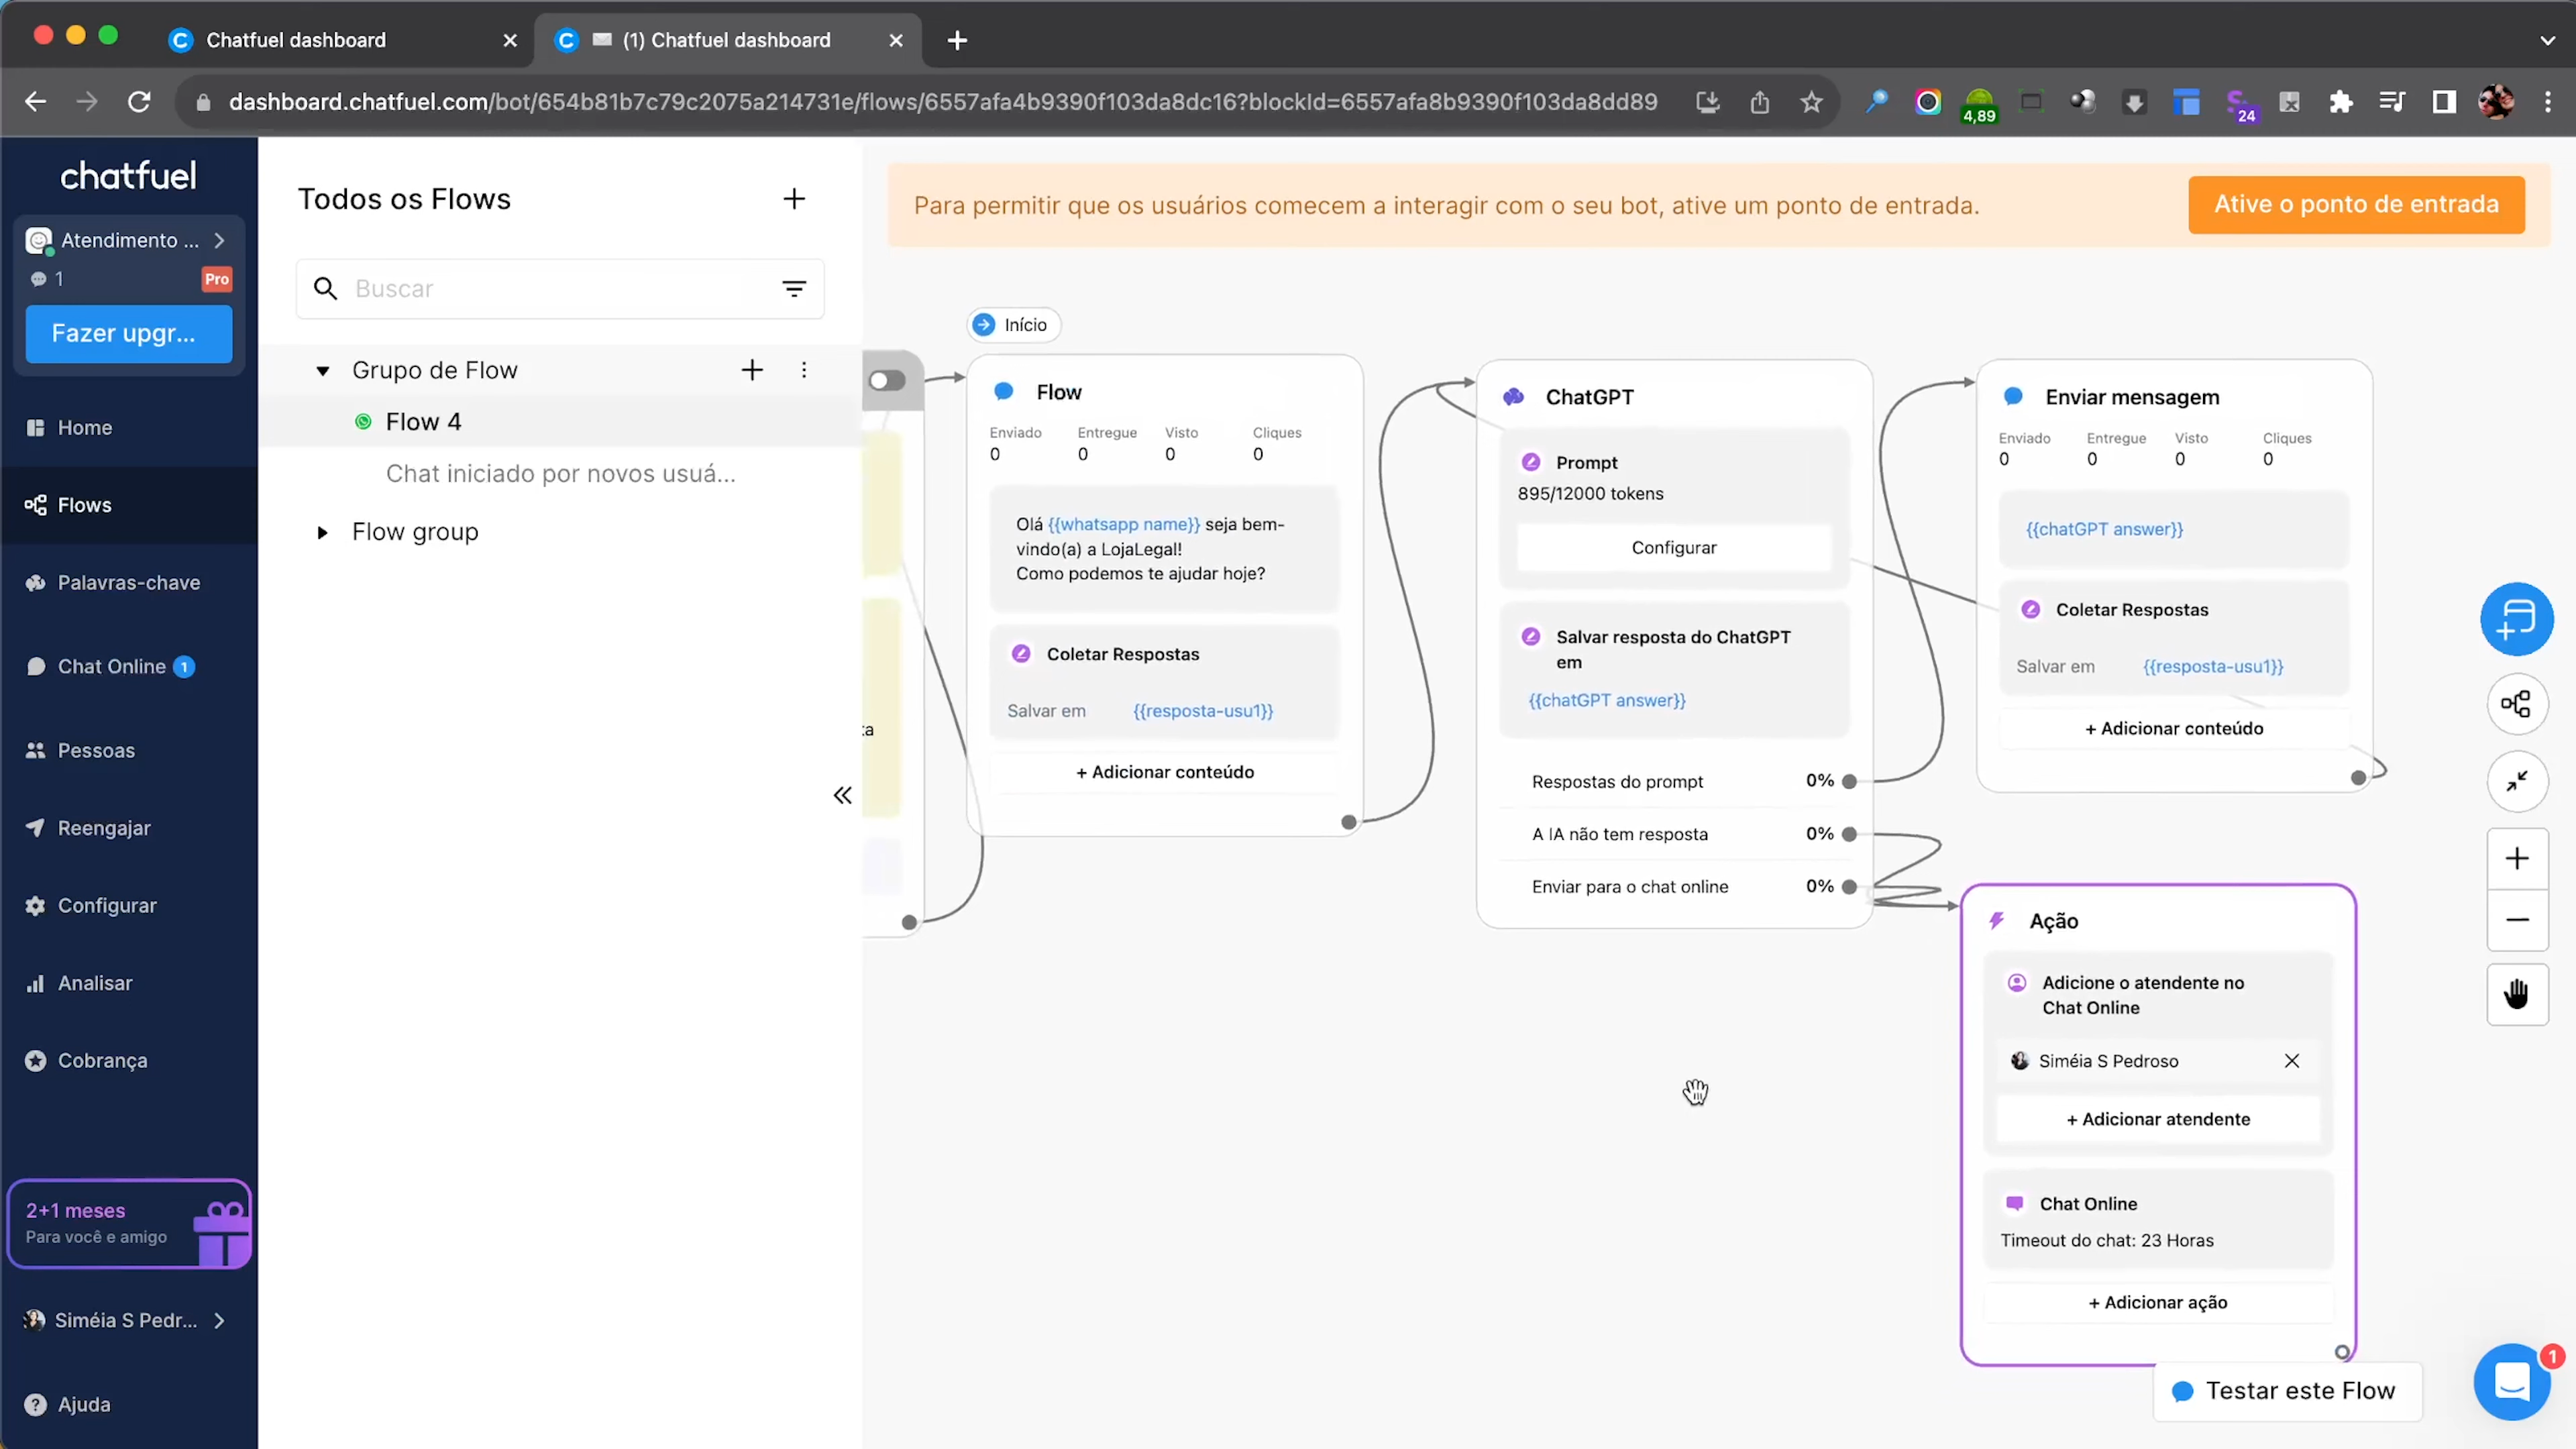 Chatfuel dashboard
(1) Chatfuel dashboard
dashboard.chatfuel.com/bot/654b81b7c79c2075a214731e/flows/6557afa4b9390f103da8dc16?blockId=6557afa8b9390f103da8dd89
4,89
24
chatfuel
Atendimento ...
1
Pro
Fazer upgr...
Home
Flows
Palavras-chave
Chat Online 1
Pessoas
Reengajar
Configurar
Analisar
Cobrança
2+1 meses
Para você e amigo
Siméia S Pedr...
Ajuda
Todos os Flows
Buscar
Grupo de Flow
Flow 4
Chat iniciado por novos usuá...
Flow group
Para permitir que os usuários comecem a interagir com o seu bot, ative um ponto de entrada.
Ative o ponto de entrada
ta
Início
Flow
Enviado Entregue Visto Cliques
0 0 0 0
Olá {{whatsapp name}} seja bem-
vindo(a) a LojaLegal!
Como podemos te ajudar hoje?
Coletar Respostas
Salvar em {{resposta-usu1}}
+ Adicionar conteúdo
ChatGPT
Prompt
895/12000 tokens
Configurar
Salvar resposta do ChatGPT
em
{{chatGPT answer}}
Respostas do prompt 0%
A IA não tem resposta 0%
Enviar para o chat online 0%
Enviar mensagem
Enviado Entregue Visto Cliques
0 0 0 0
{{chatGPT answer}}
Coletar Respostas
Salvar em {{resposta-usu1}}
+ Adicionar conteúdo
Ação
Adicione o atendente no
Chat Online
Siméia S Pedroso
+ Adicionar atendente
Chat Online
Timeout do chat: 23 Horas
+ Adicionar ação
Testar este Flow
1